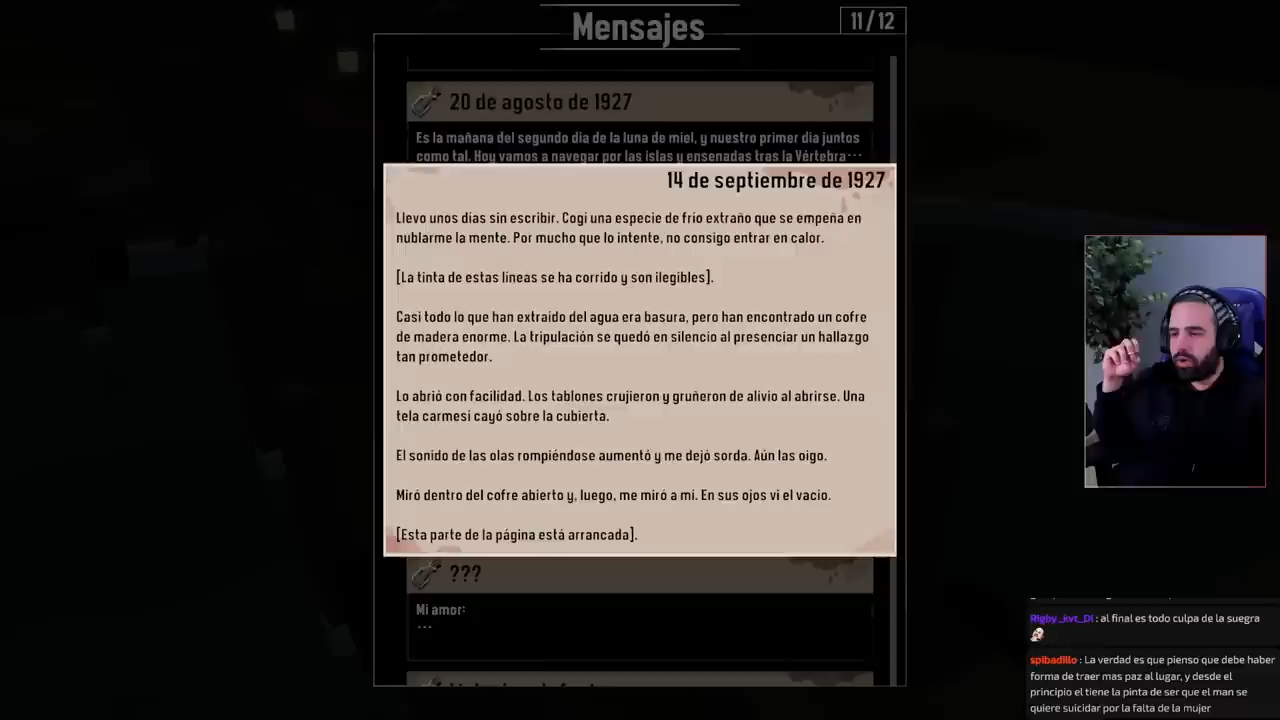 Mensajes
11/12
20 de agosto de 1927
Es la mañana del segundo día de la luna de miel, y nuestro primer día juntos
como tal. Hoy vamos a navegar por las islas y ensenadas tras la Vértebra···
14 de septiembre de 1927
Llevo unos días sin escribir. Cogí una especie de frío extraño que se empeña en
nublarme la mente. Por mucho que lo intente, no consigo entrar en calor.
[La tinta de estas líneas se ha corrido y son ilegibles].
Casi todo lo que han extraído del agua era basura, pero han encontrado un cofre
de madera enorme. La tripulación se quedó en silencio al presenciar un hallazgo
tan prometedor.
Lo abrió con facilidad. Los tablones crujieron y gruñeron de alivio al abrirse. Una
tela carmesí cayó sobre la cubierta.
El sonido de las olas rompiéndose aumentó y me dejó sorda. Aún las oigo.
Miró dentro del cofre abierto y, luego, me miró a mí. En sus ojos vi el vacío.
[Esta parte de la página está arrancada].
???
Mi amor:
···
Rigby_kvt_DI : al final es todo culpa de la suegra
spibadillo : La verdad es que pienso que debe haber
forma de traer mas paz al lugar, y desde el
principio el tiene la pinta de ser que el man se
quiere suicidar por la falta de la mujer